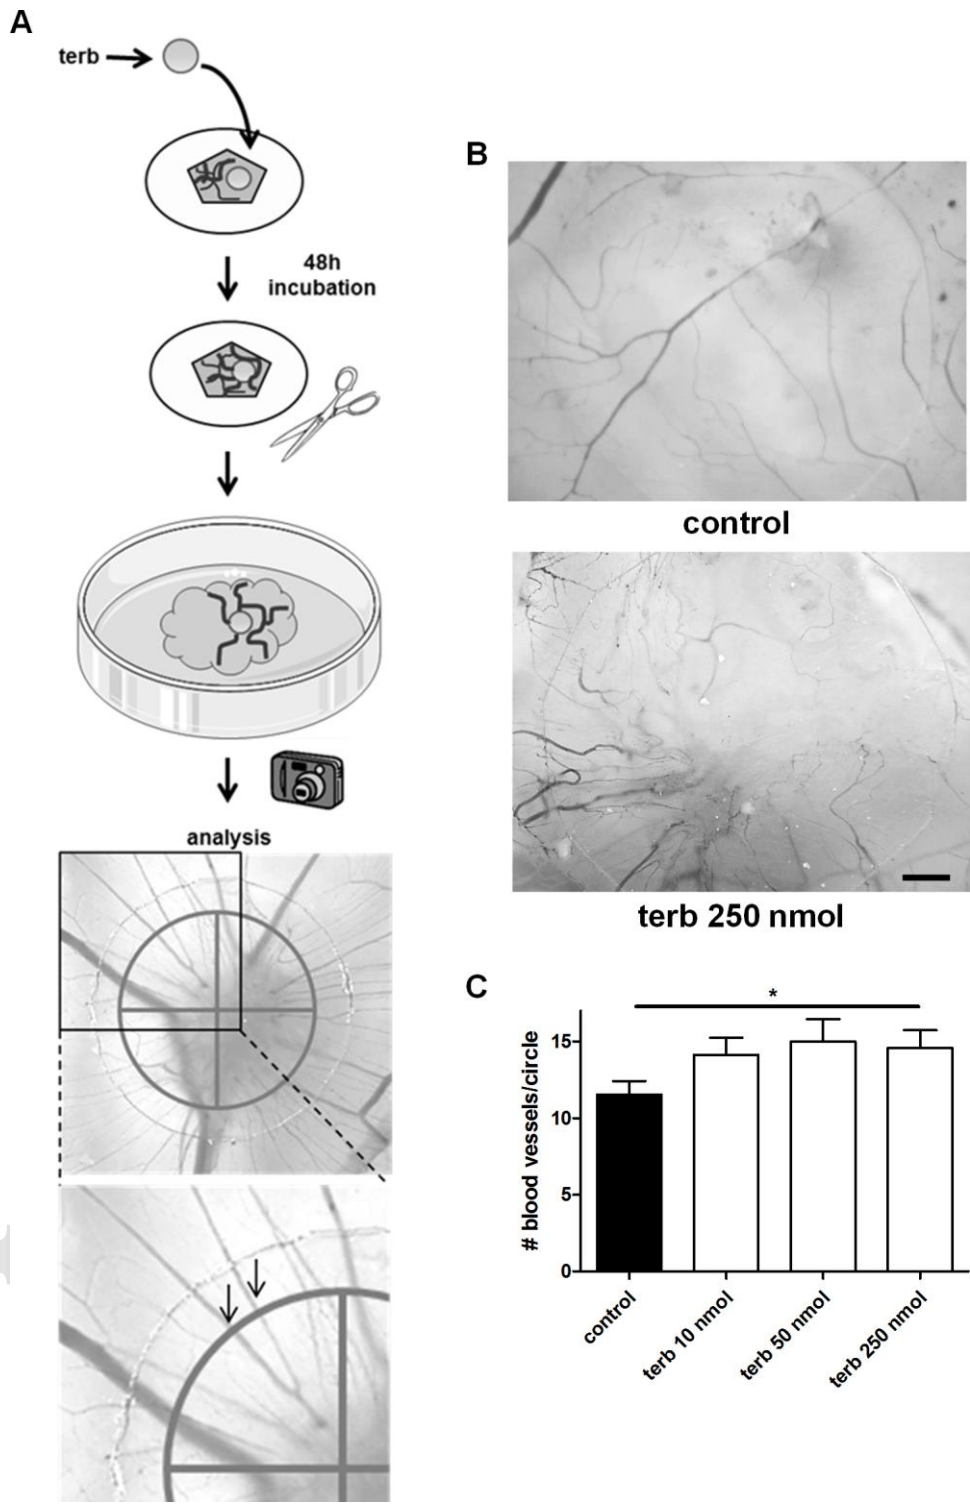 A
terb
48h
incubation
analysis
B
control
terb 250 nmol
C
*
# blood vessels/circle
15
10
5
0
control
terb 10 nmol
terb 50 nmol
terb 250 nmol